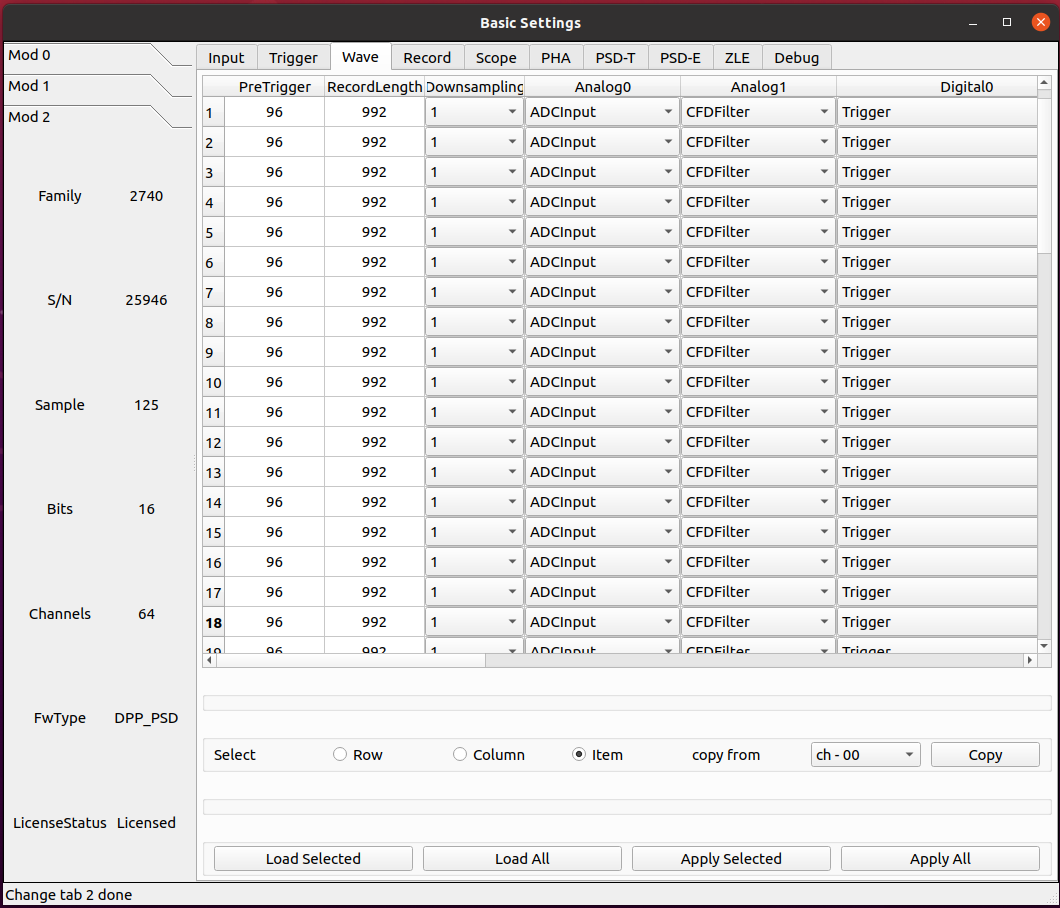 Basic Settings
Mod 0
Mod 1
Mod 2
Input Trigger Wave Record Scope PHA PSD-T PSD-E ZLE Debug
PreTrigger RecordLength Downsampling Analog0 Analog1 Digital0
1 96 992 1 ADCInput CFDFilter Trigger
2 96 992 1 ADCInput CFDFilter Trigger
3 96 992 1 ADCInput CFDFilter Trigger
4 96 992 1 ADCInput CFDFilter Trigger
5 96 992 1 ADCInput CFDFilter Trigger
6 96 992 1 ADCInput CFDFilter Trigger
7 96 992 1 ADCInput CFDFilter Trigger
8 96 992 1 ADCInput CFDFilter Trigger
9 96 992 1 ADCInput CFDFilter Trigger
10 96 992 1 ADCInput CFDFilter Trigger
11 96 992 1 ADCInput CFDFilter Trigger
12 96 992 1 ADCInput CFDFilter Trigger
13 96 992 1 ADCInput CFDFilter Trigger
14 96 992 1 ADCInput CFDFilter Trigger
15 96 992 1 ADCInput CFDFilter Trigger
16 96 992 1 ADCInput CFDFilter Trigger
17 96 992 1 ADCInput CFDFilter Trigger
18 96 992 1 ADCInput CFDFilter Trigger
19 96 992 1 ADCInput CFDFilter Trigger
Family 2740
S/N 25946
Sample 125
Bits 16
Channels 64
FwType DPP_PSD
LicenseStatus Licensed
Select Row Column Item copy from ch - 00 Copy
Load Selected Load All Apply Selected Apply All
Change tab 2 done